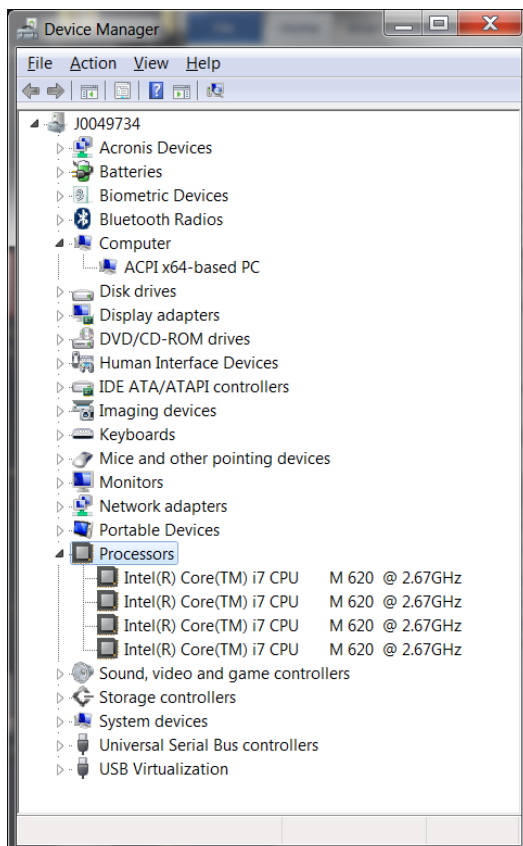 Device Manager
File Action View Help
J0049734
Acronis Devices
Batteries
Biometric Devices
Bluetooth Radios
Computer
ACPI x64-based PC
Disk drives
Display adapters
DVD/CD-ROM drives
Human Interface Devices
IDE ATA/ATAPI controllers
Imaging devices
Keyboards
Mice and other pointing devices
Monitors
Network adapters
Portable Devices
Processors
Intel(R) Core(TM) i7 CPU M 620 @ 2.67GHz
Intel(R) Core(TM) i7 CPU M 620 @ 2.67GHz
Intel(R) Core(TM) i7 CPU M 620 @ 2.67GHz
Intel(R) Core(TM) i7 CPU M 620 @ 2.67GHz
Sound, video and game controllers
Storage controllers
System devices
Universal Serial Bus controllers
USB Virtualization